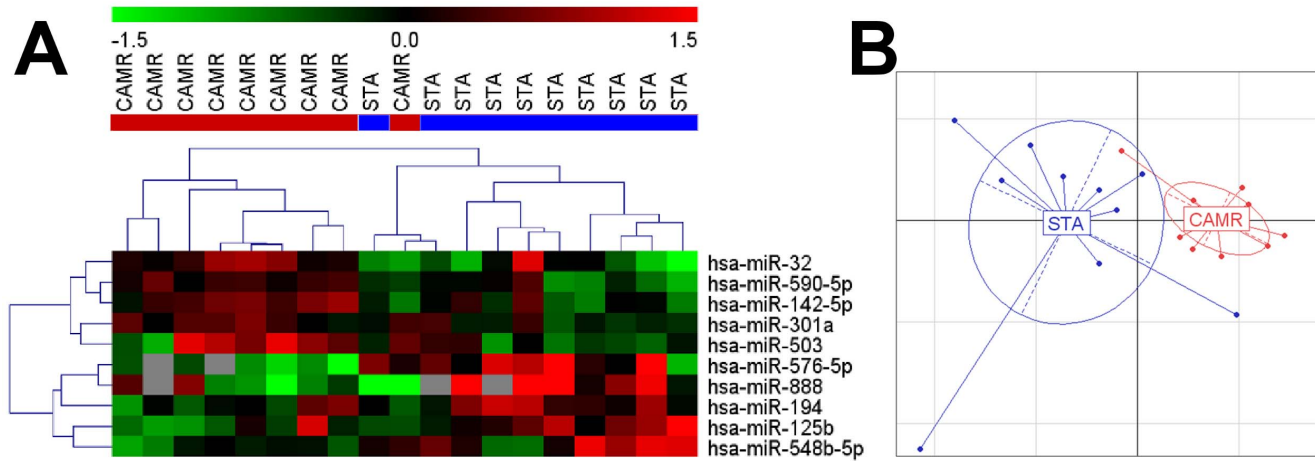 A
-1.5 0.0 1.5
CAMR CAMR CAMR CAMR CAMR CAMR CAMR CAMR STA CAMR STA STA STA STA STA STA STA STA STA
hsa-miR-32
hsa-miR-590-5p
hsa-miR-142-5p
hsa-miR-301a
hsa-miR-503
hsa-miR-576-5p
hsa-miR-888
hsa-miR-194
hsa-miR-125b
hsa-miR-548b-5p
B
STA
CAMR